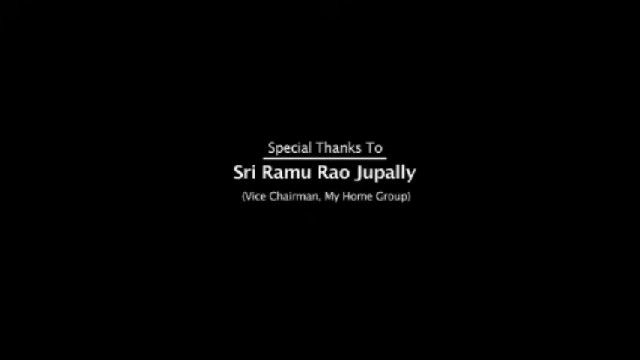 Special Thanks To
Sri Ramu Rao Jupally
(Vice Chairman, My Home Group)